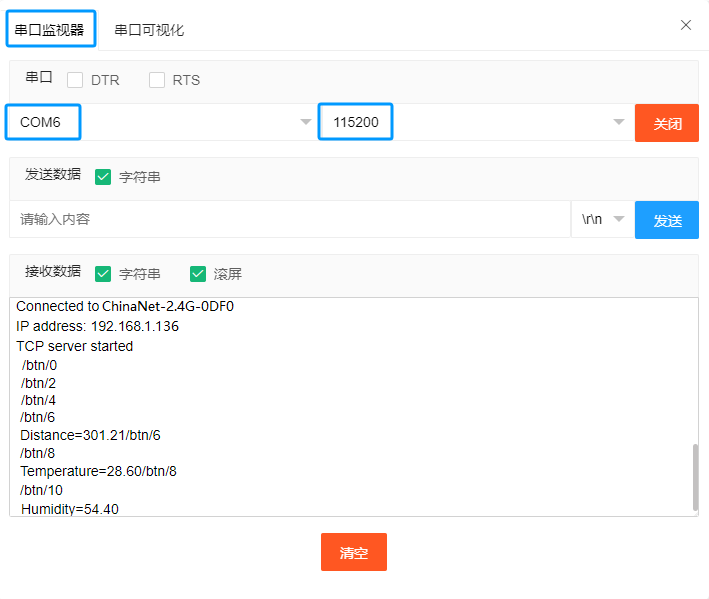 串口监视器 串口可视化
串口 DTR RTS
COM6 115200 关闭
发送数据 字符串
请输入内容 \r\n 发送
接收数据 字符串 滚屏
Connected to ChinaNet-2.4G-0DF0
IP address: 192.168.1.136
TCP server started
/btn/0
/btn/2
/btn/4
/btn/6
Distance=301.21/btn/6
/btn/8
Temperature=28.60/btn/8
/btn/10
Humidity=54.40
清空